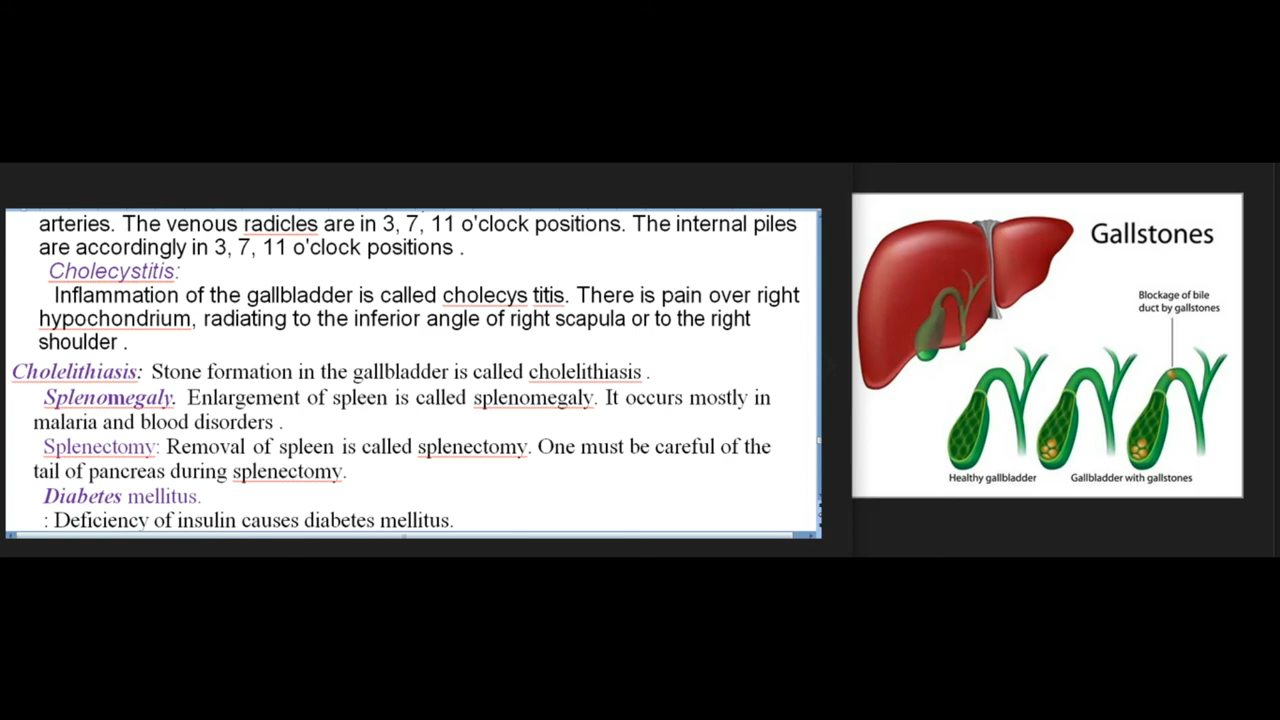 arteries. The venous radicles are in 3, 7, 11 o'clock positions. The internal piles
are accordingly in 3, 7, 11 o'clock positions .
Cholecystitis:
Inflammation of the gallbladder is called cholecys titis. There is pain over right
hypochondrium, radiating to the inferior angle of right scapula or to the right
shoulder .
Cholelithiasis: Stone formation in the gallbladder is called cholelithiasis .
Splenomegaly. Enlargement of spleen is called splenomegaly. It occurs mostly in
malaria and blood disorders .
Splenectomy: Removal of spleen is called splenectomy. One must be careful of the
tail of pancreas during splenectomy.
Diabetes mellitus.
: Deficiency of insulin causes diabetes mellitus.
Gallstones
Blockage of bile
duct by gallstones
Healthy gallbladder
Gallbladder with gallstones